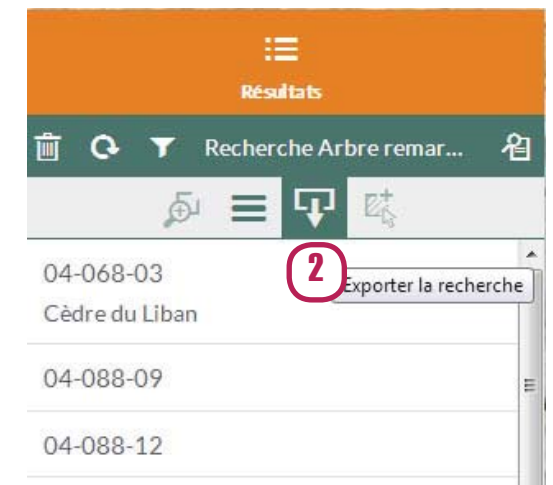 Résultats
Recherche Arbre remar...
2
Exporter la recherche
04-068-03
Cèdre du Liban
04-088-09
04-088-12